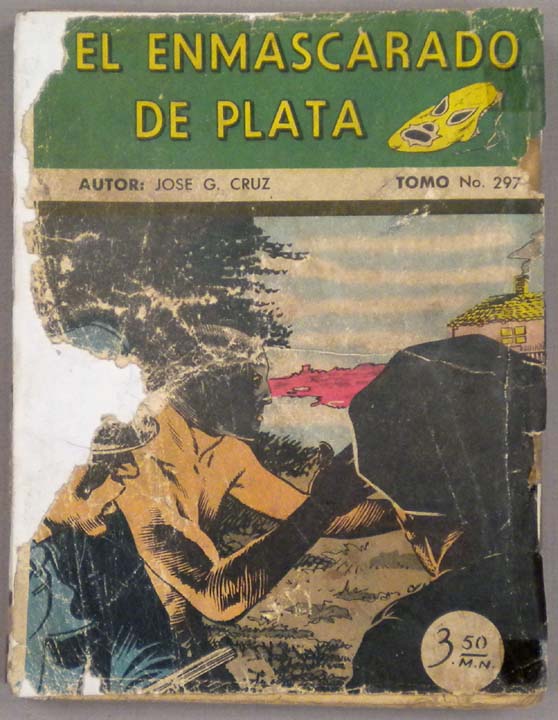 EL ENMASCARADO
DE PLATA
AUTOR: JOSE G. CRUZ TOMO No. 297
3 50
M.N.